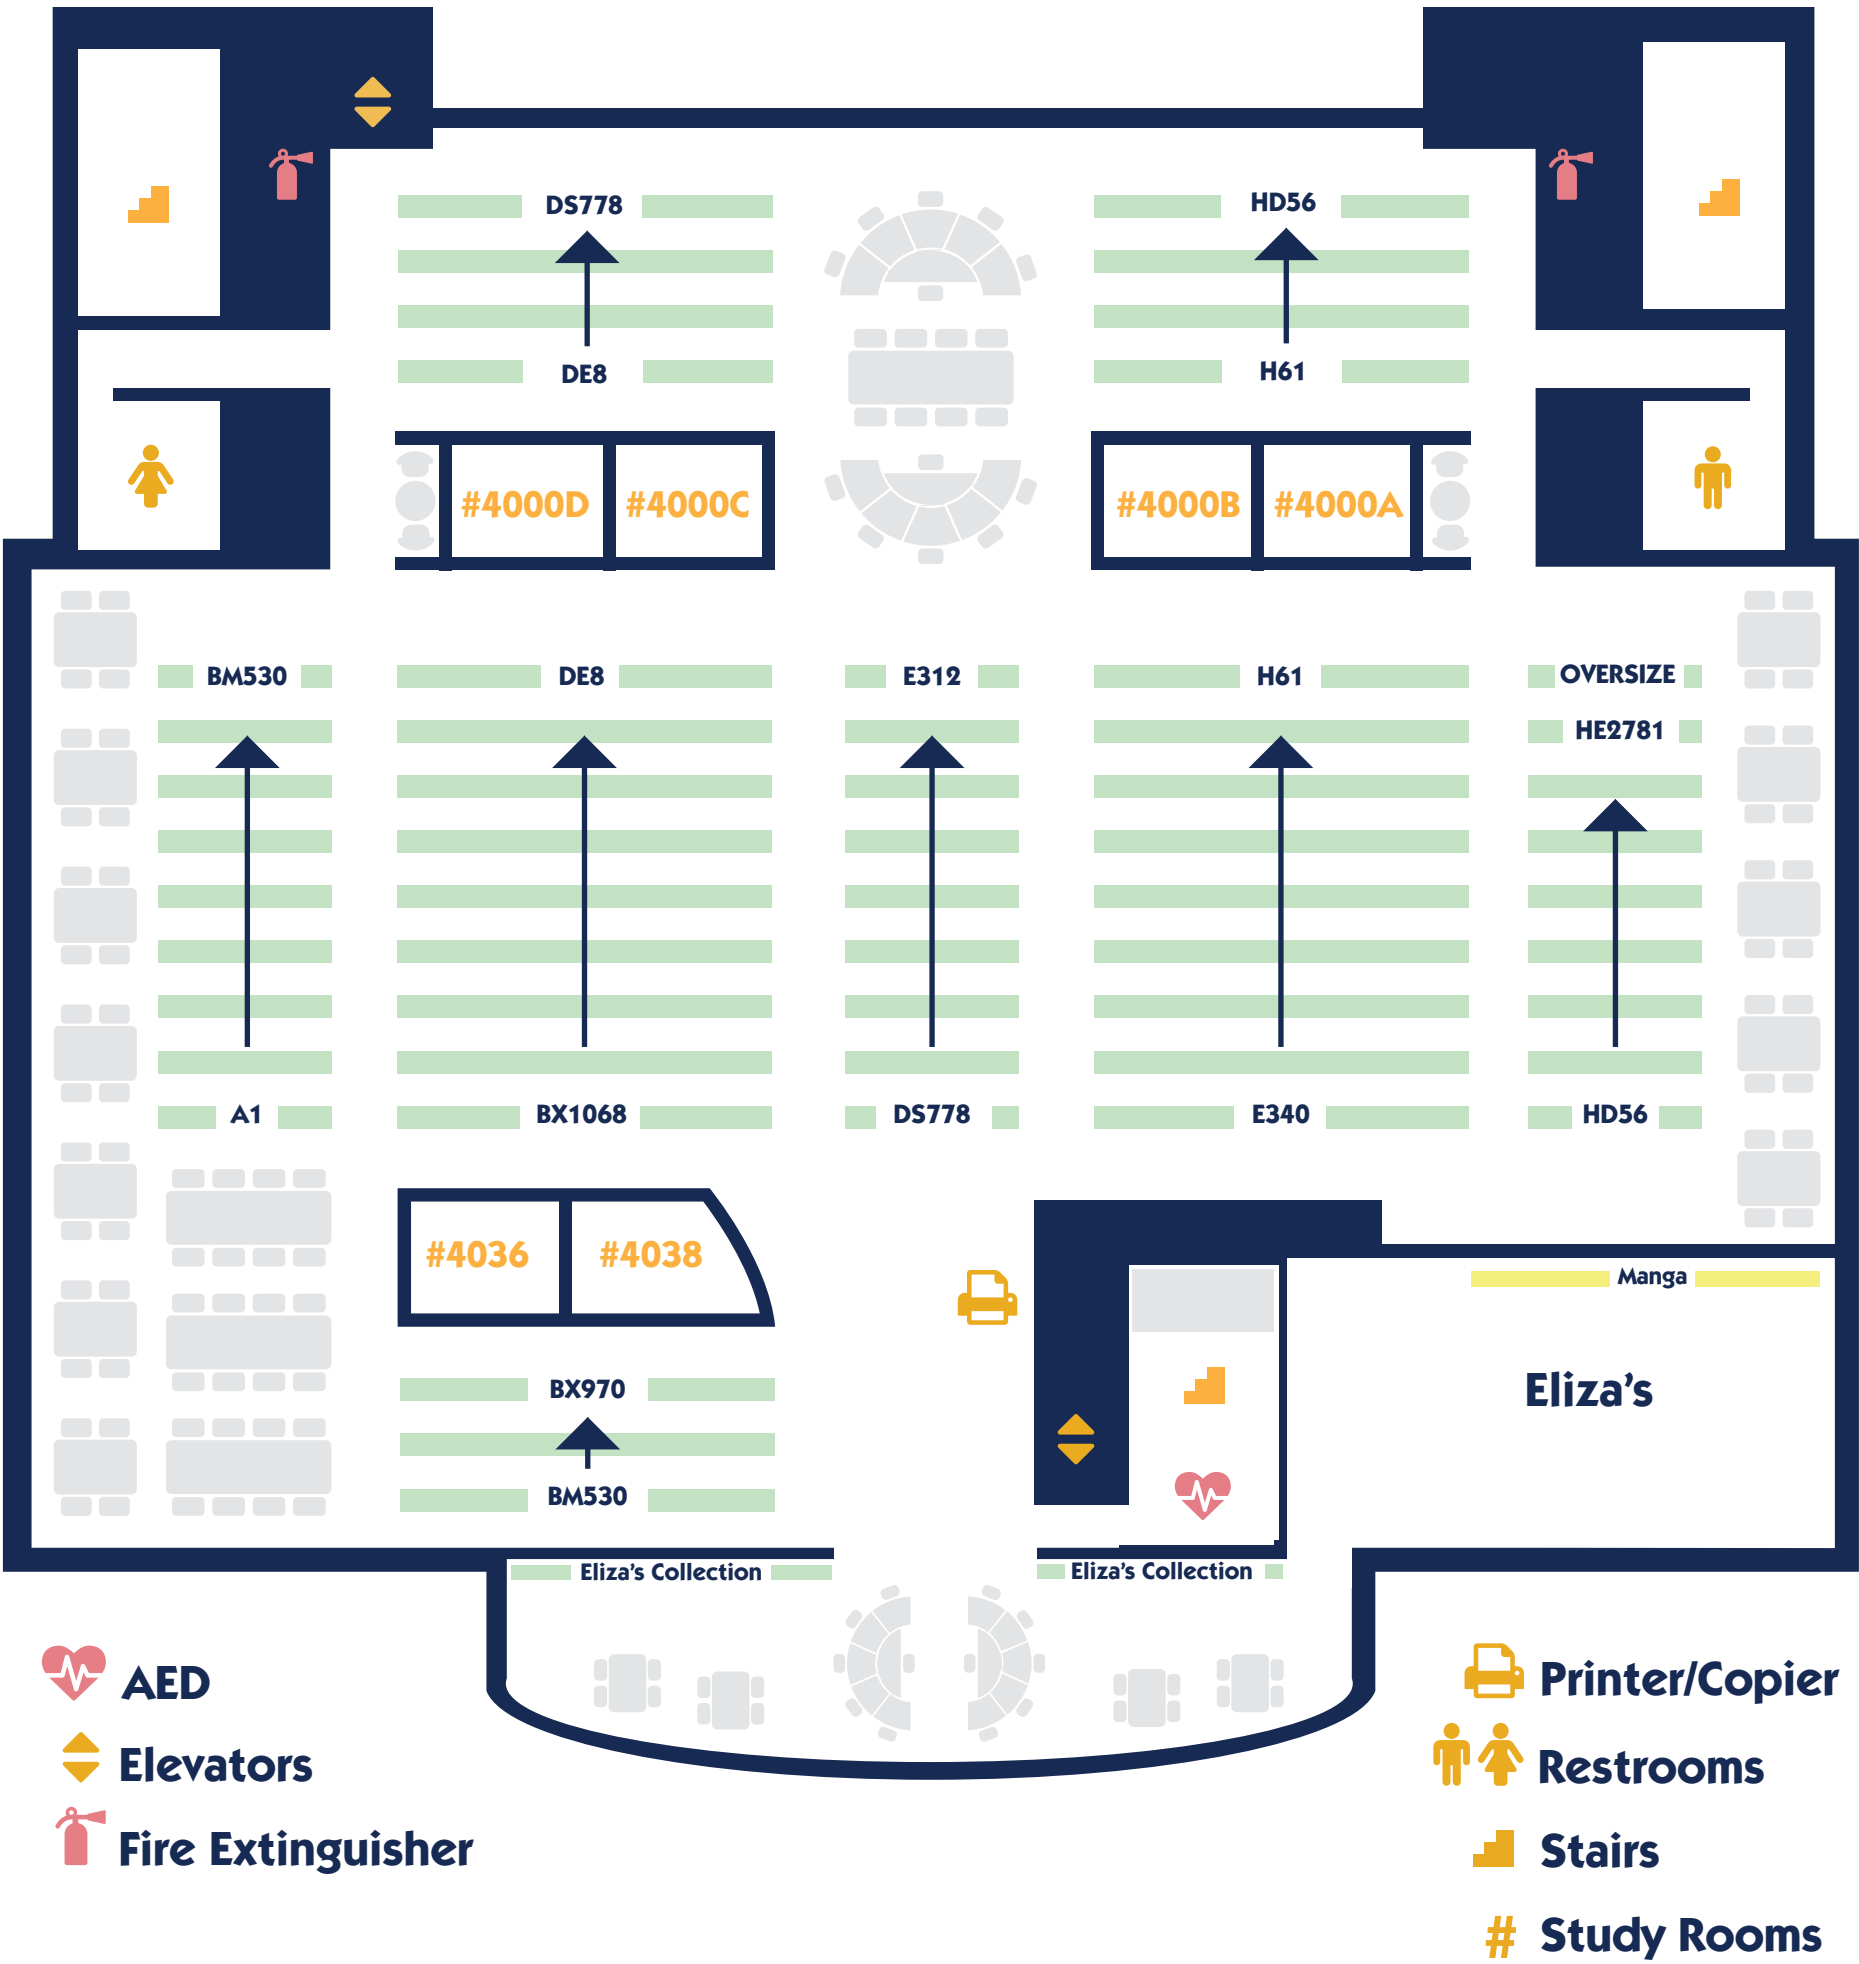 DS778
HD56
DE8
H61
#4000D
#4000C
#4000B
#4000A
BM530
DE8
E312
H61
OVERSIZE
HE2781
A1
BX1068
DS778
E340
HD56
#4036
#4038
Manga
BX970
Eliza's
BM530
Eliza's Collection
Eliza's Collection
AED
Elevators
Fire Extinguisher
Printer/Copier
Restrooms
Stairs
# Study Rooms